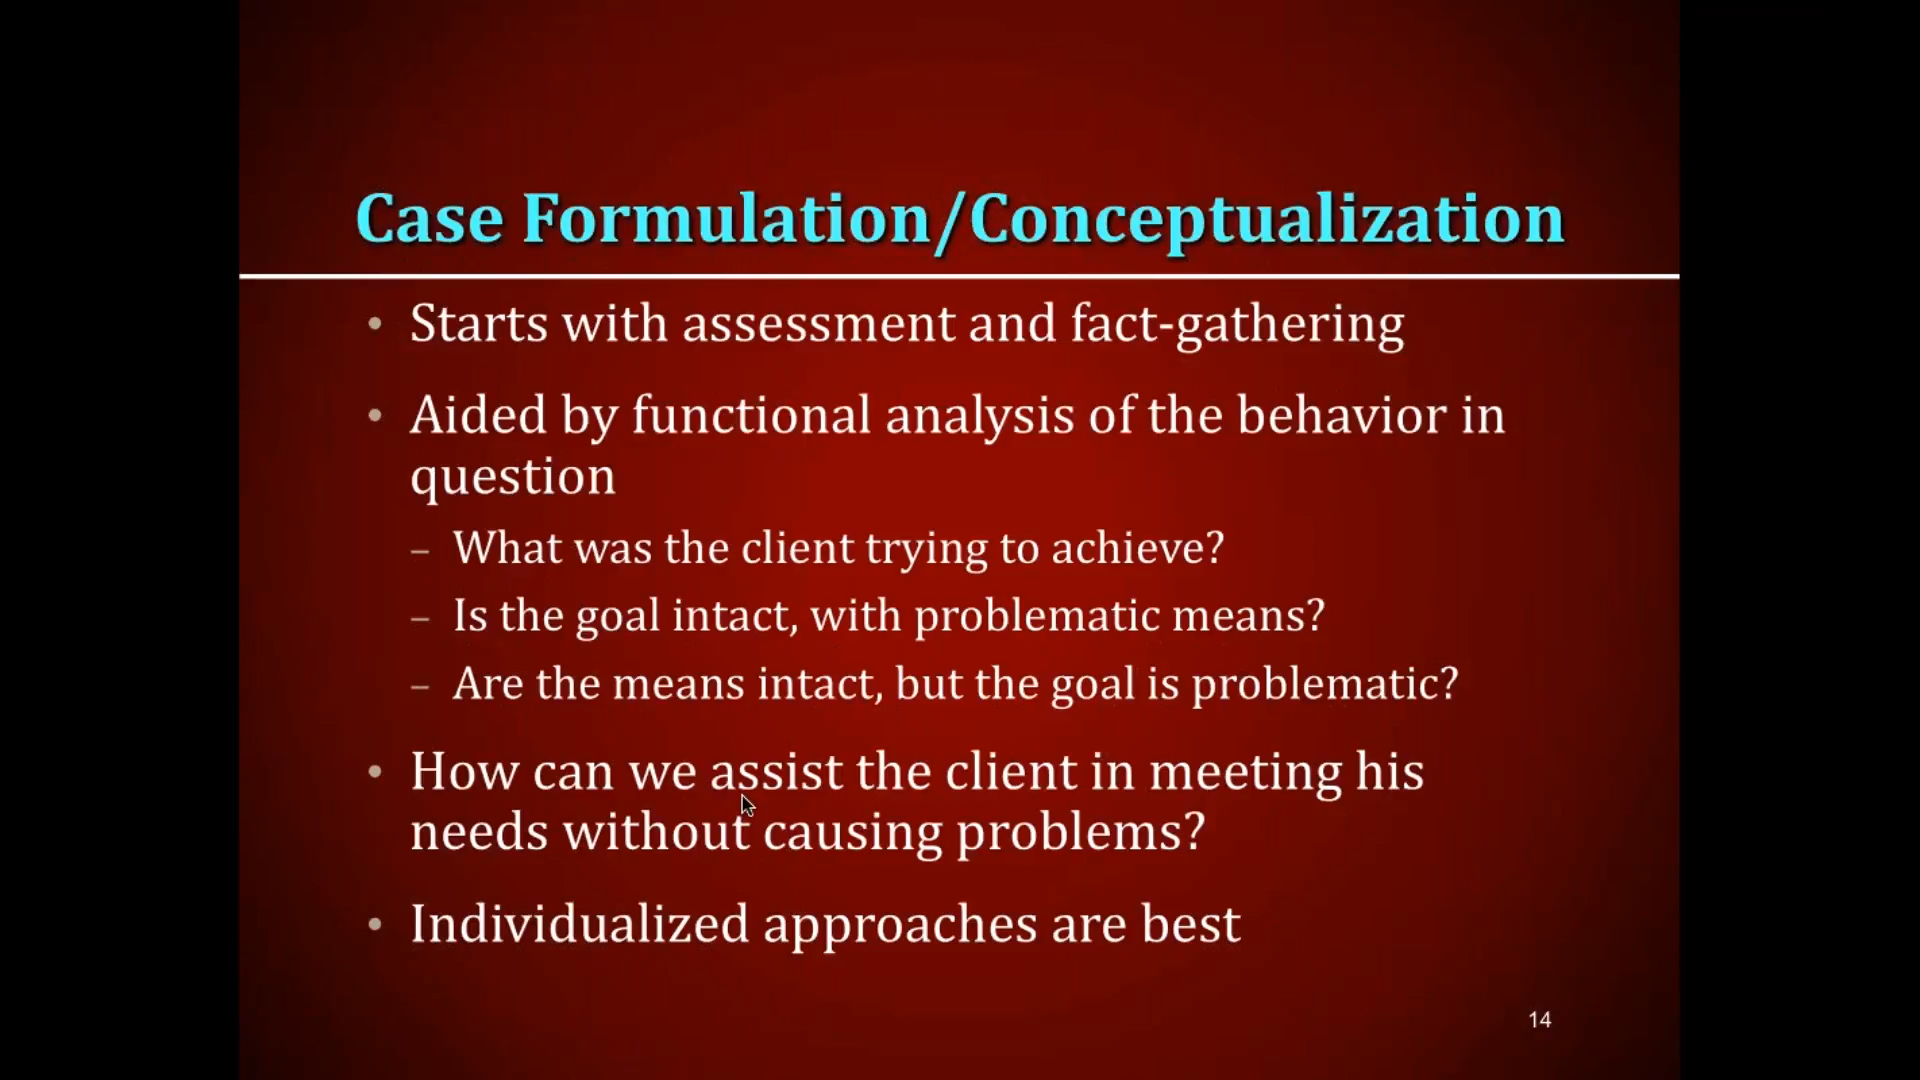 Case Formulation/Conceptualization
• Starts with assessment and fact-gathering
• Aided by functional analysis of the behavior in
question
– What was the client trying to achieve?
– Is the goal intact, with problematic means?
– Are the means intact, but the goal is problematic?
• How can we assist the client in meeting his
needs without causing problems?
• Individualized approaches are best
14